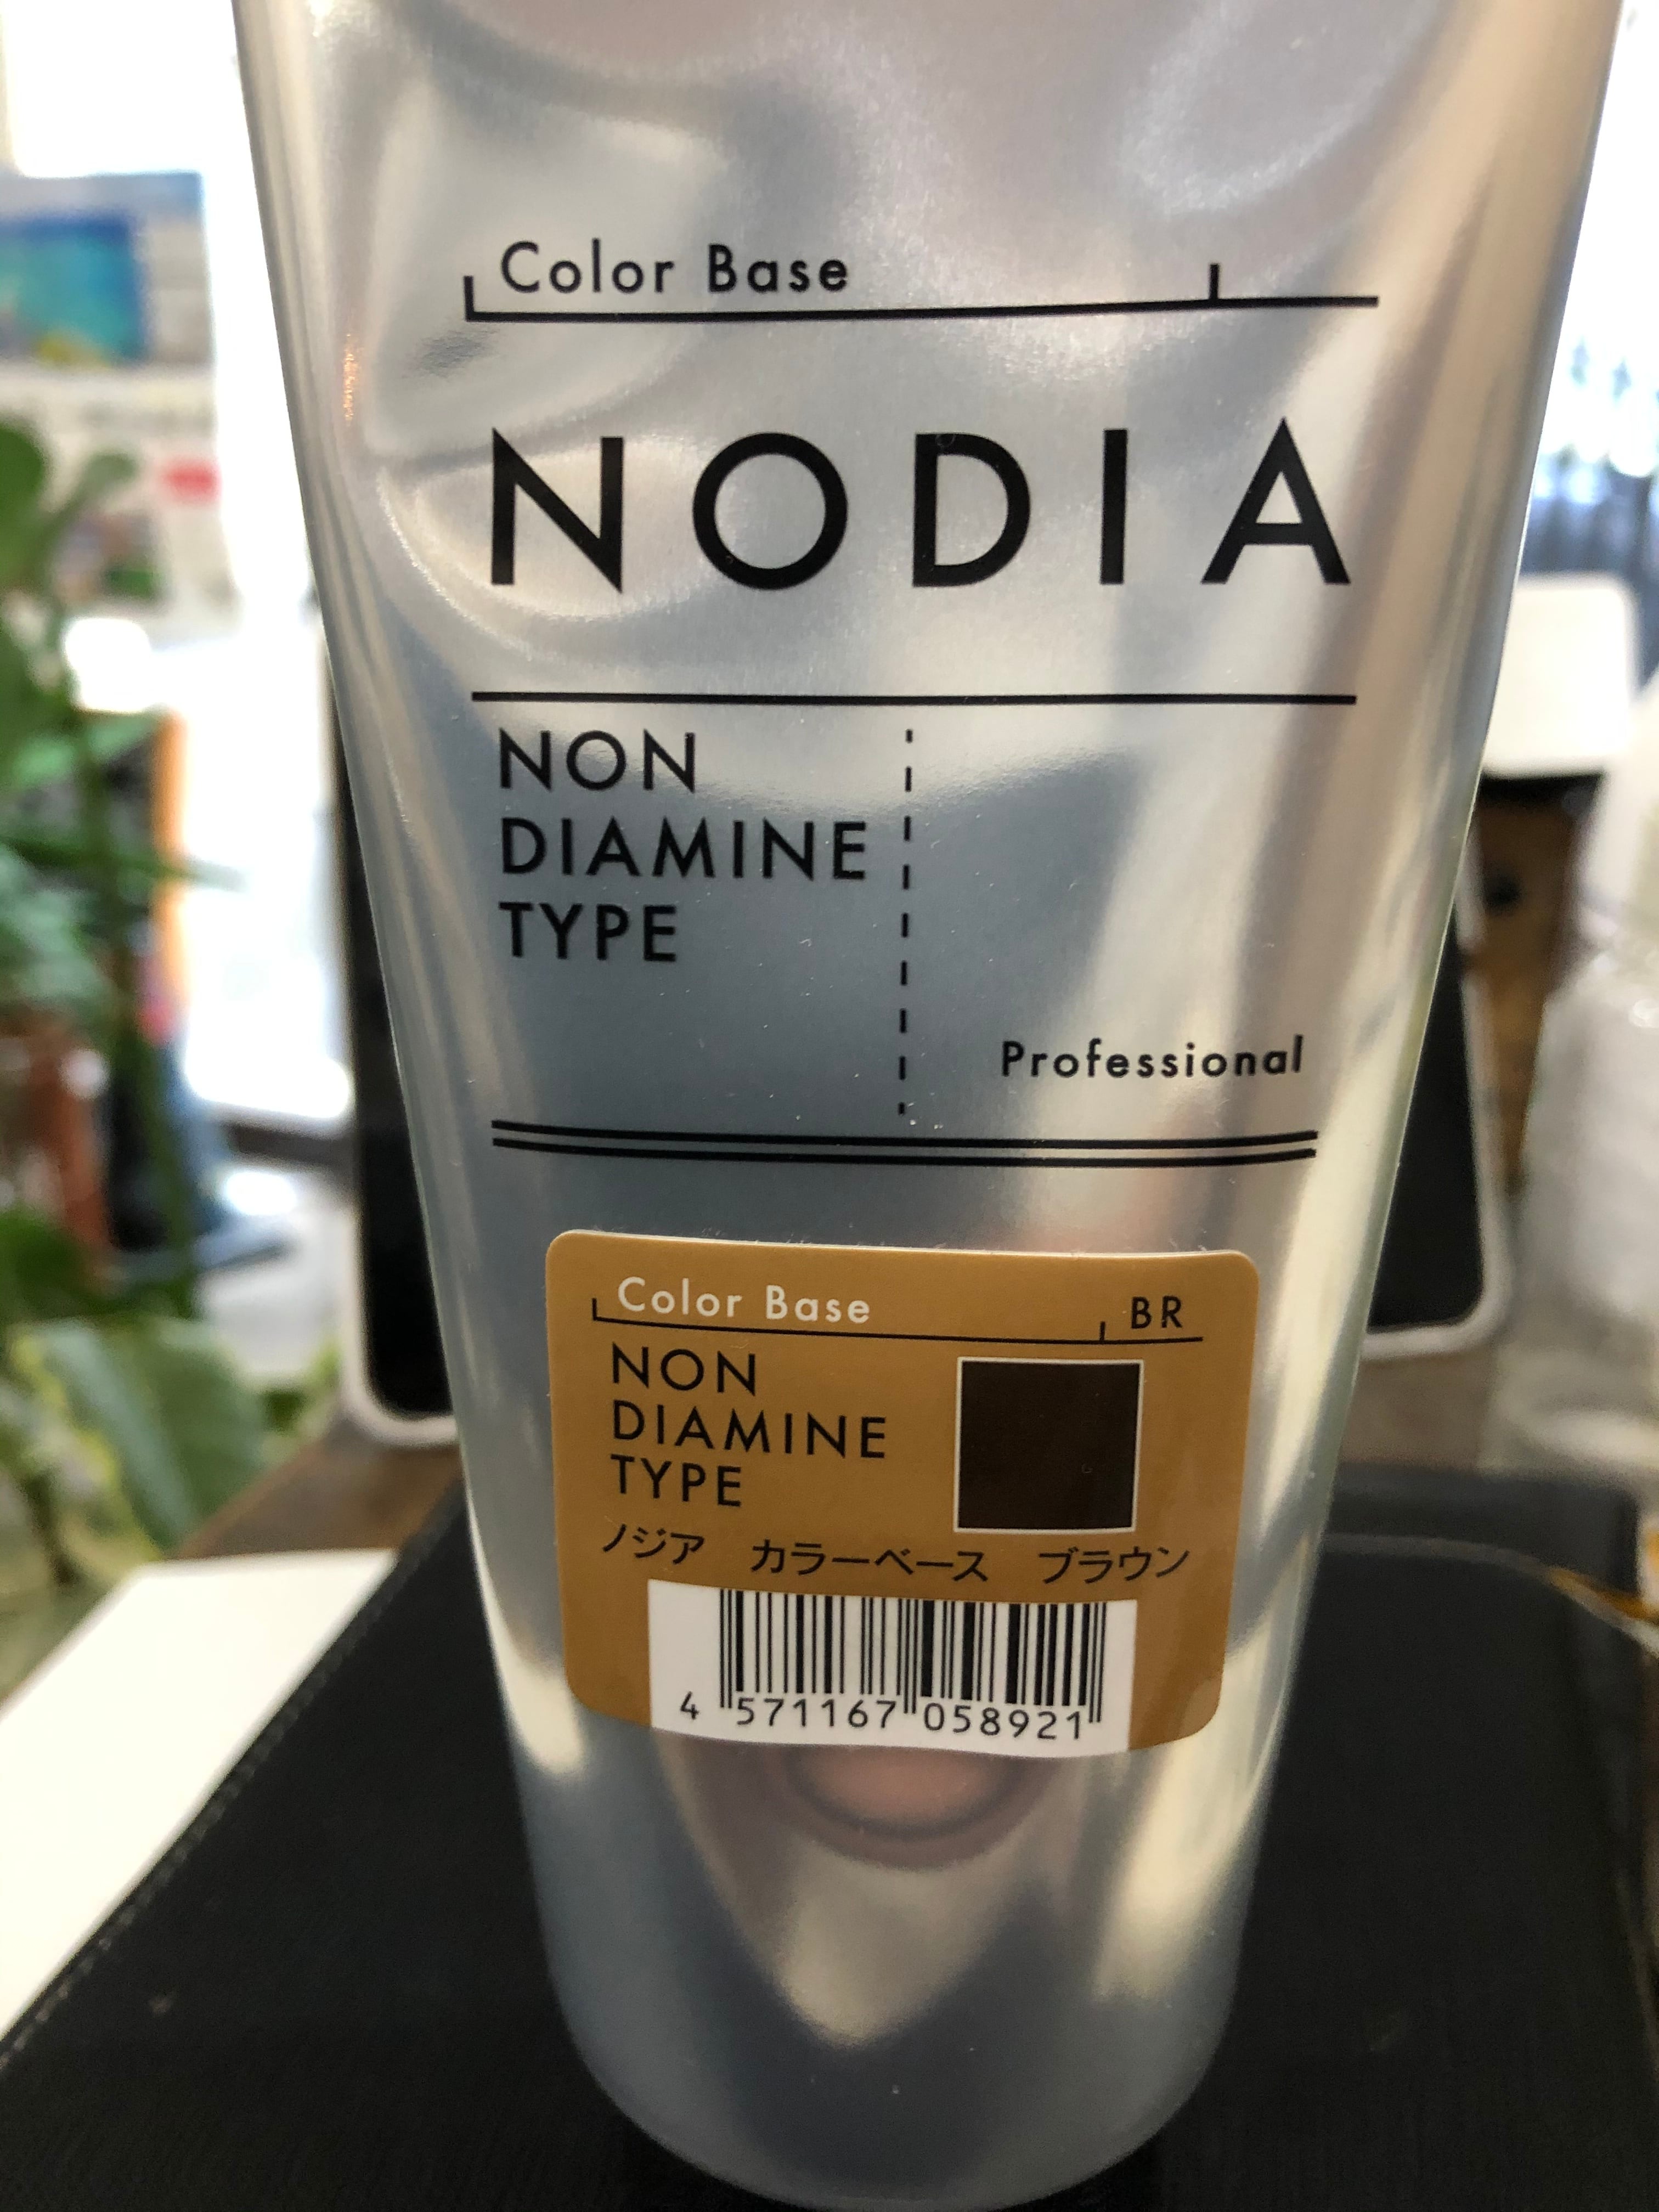 Color Base
NODIA
NON
DIAMINE
TYPE
Professional
Color Base BR
NON
DIAMINE
TYPE
ノジア カラーベース ブラウン
4 571167 058921